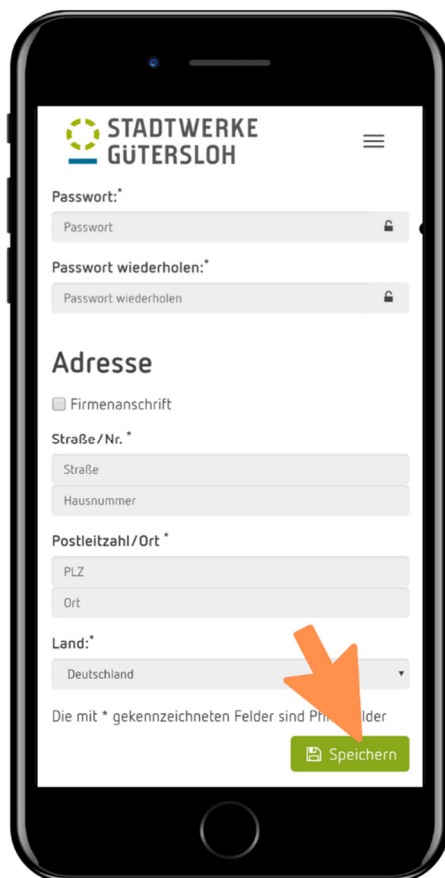 STADTWERKE
GÜTERSLOH
Passwort:*
Passwort
Passwort wiederholen:*
Passwort wiederholen
Adresse
Firmenanschrift
Straße/Nr. *
Straße
Hausnummer
Postleitzahl/Ort *
PLZ
Ort
Land:*
Deutschland
Die mit * gekennzeichneten Felder sind
Speichern